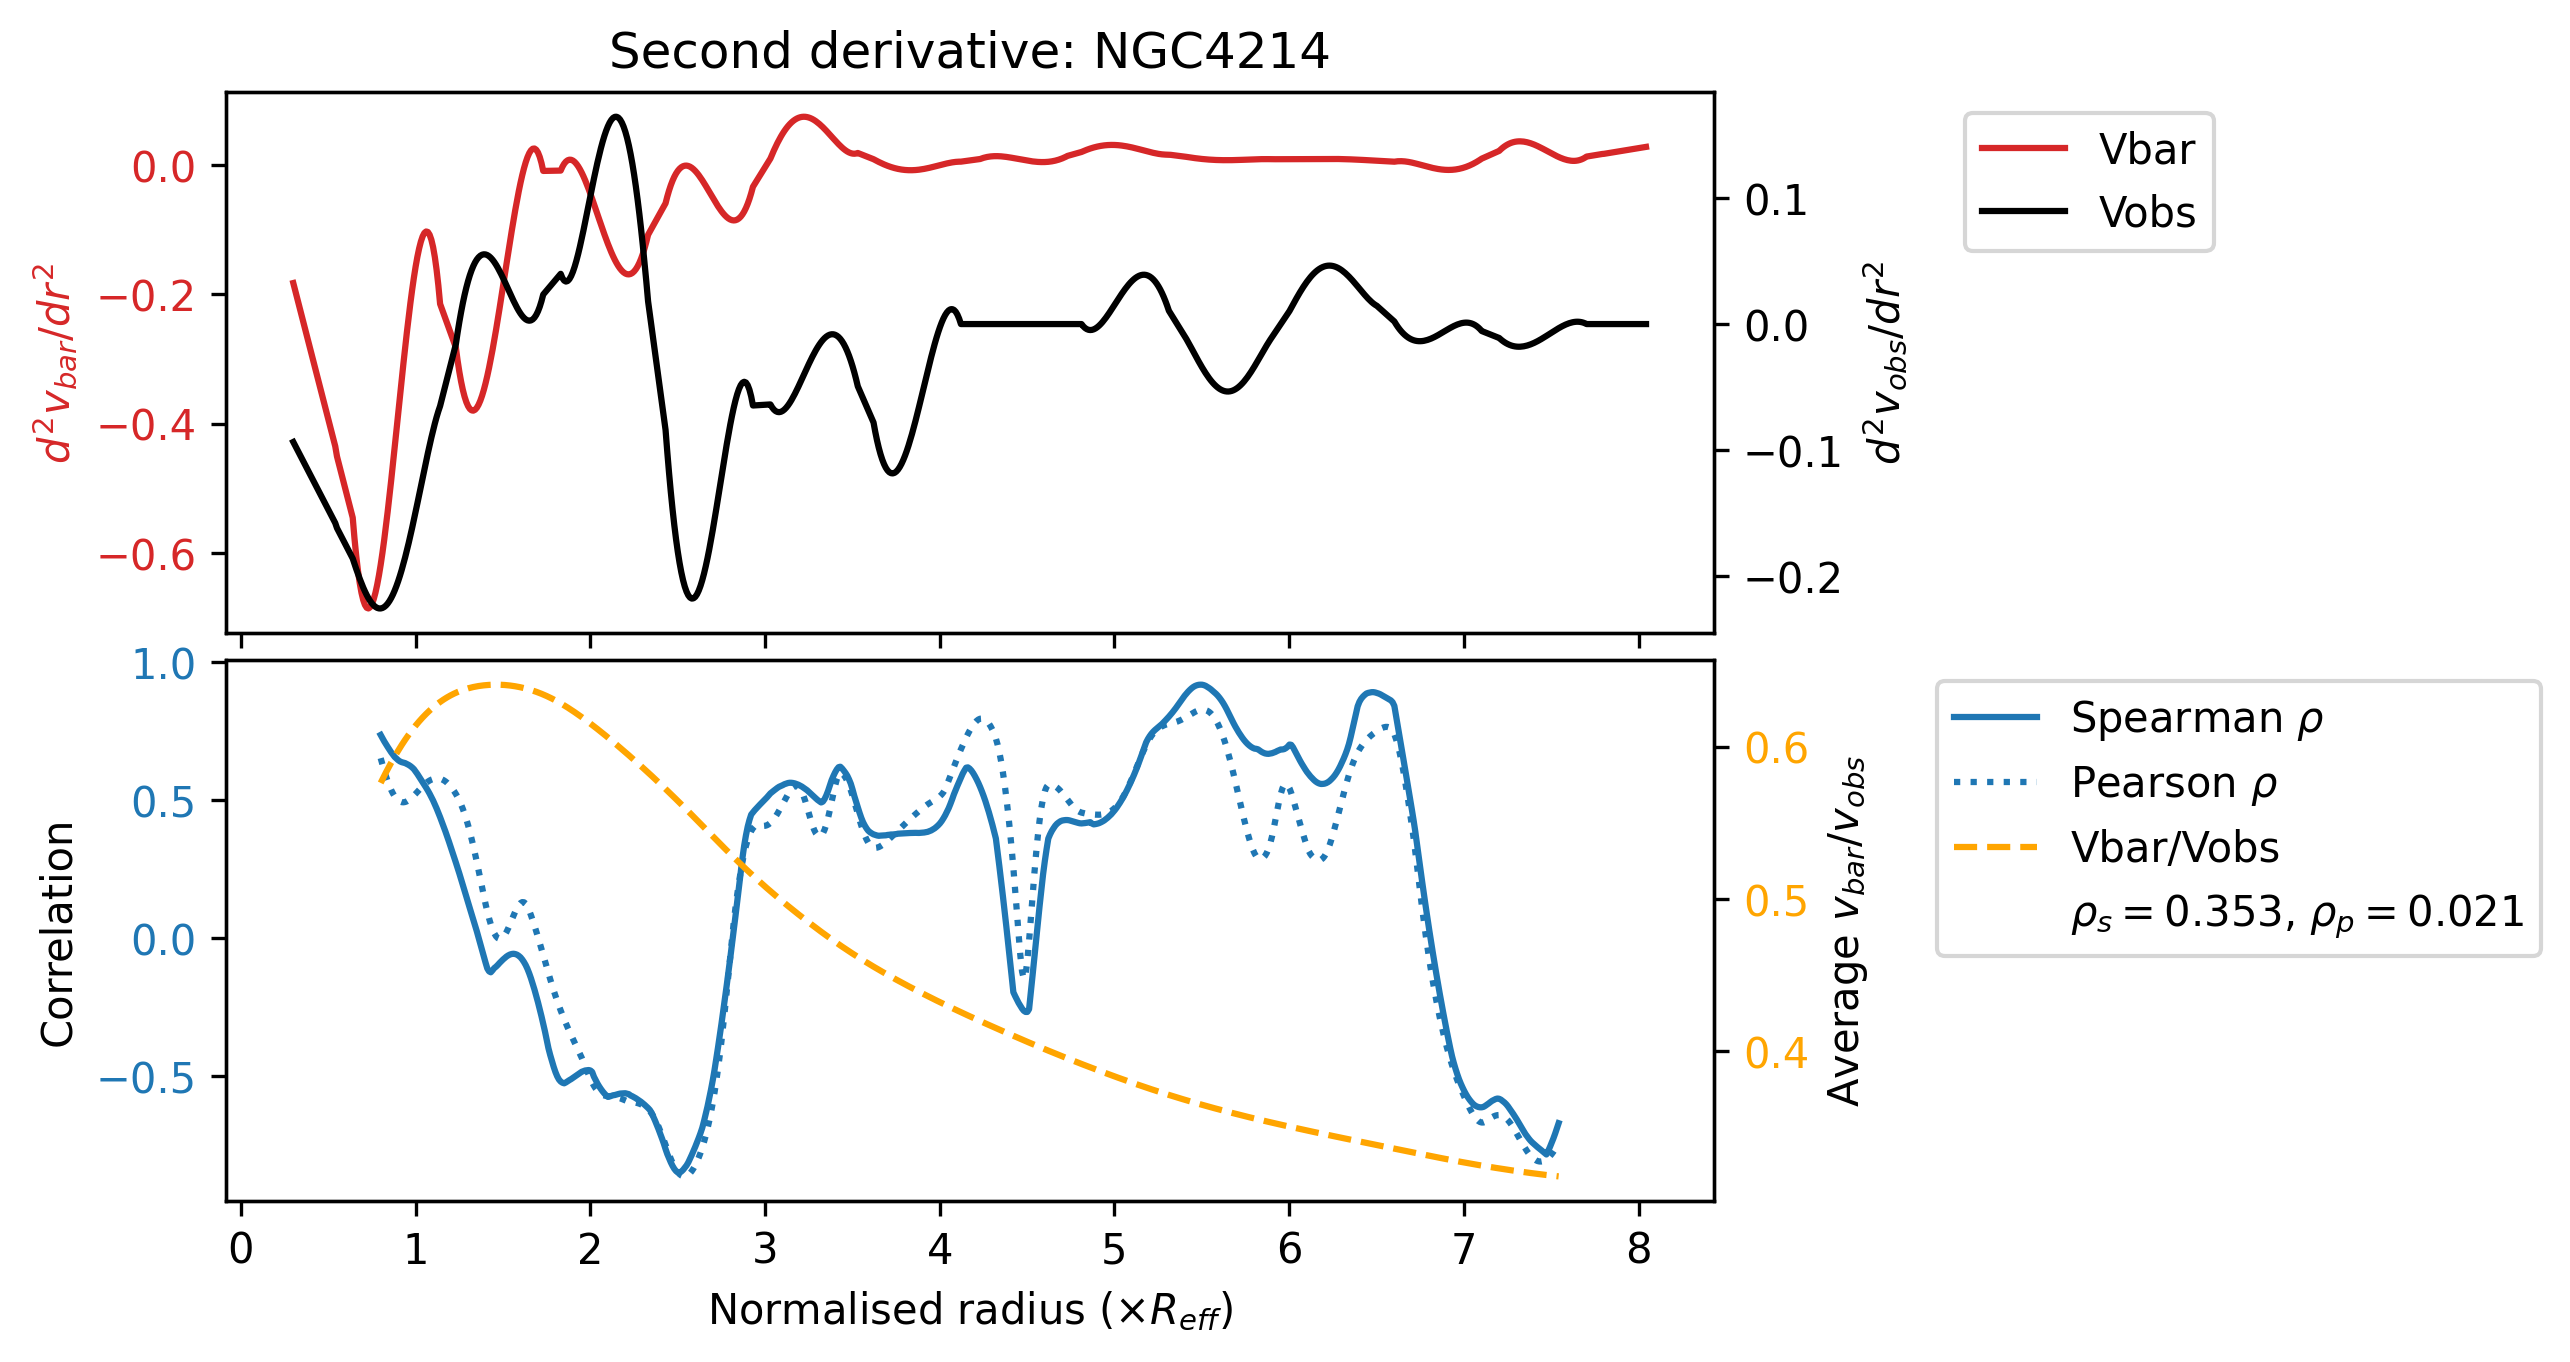 Second derivative: NGC4214
d²v_bar/dr²
0.0
−0.2
−0.4
−0.6
0.1
0.0
−0.1
−0.2
d²v_obs/dr²
Vbar
Vobs
Correlation
1.0
0.5
0.0
−0.5
0.6
0.5
0.4
Average v_bar/v_obs
Spearman ρ
Pearson ρ
Vbar/Vobs
ρ_s = 0.353, ρ_p = 0.021
0 1 2 3 4 5 6 7 8
Normalised radius (×R_eff)